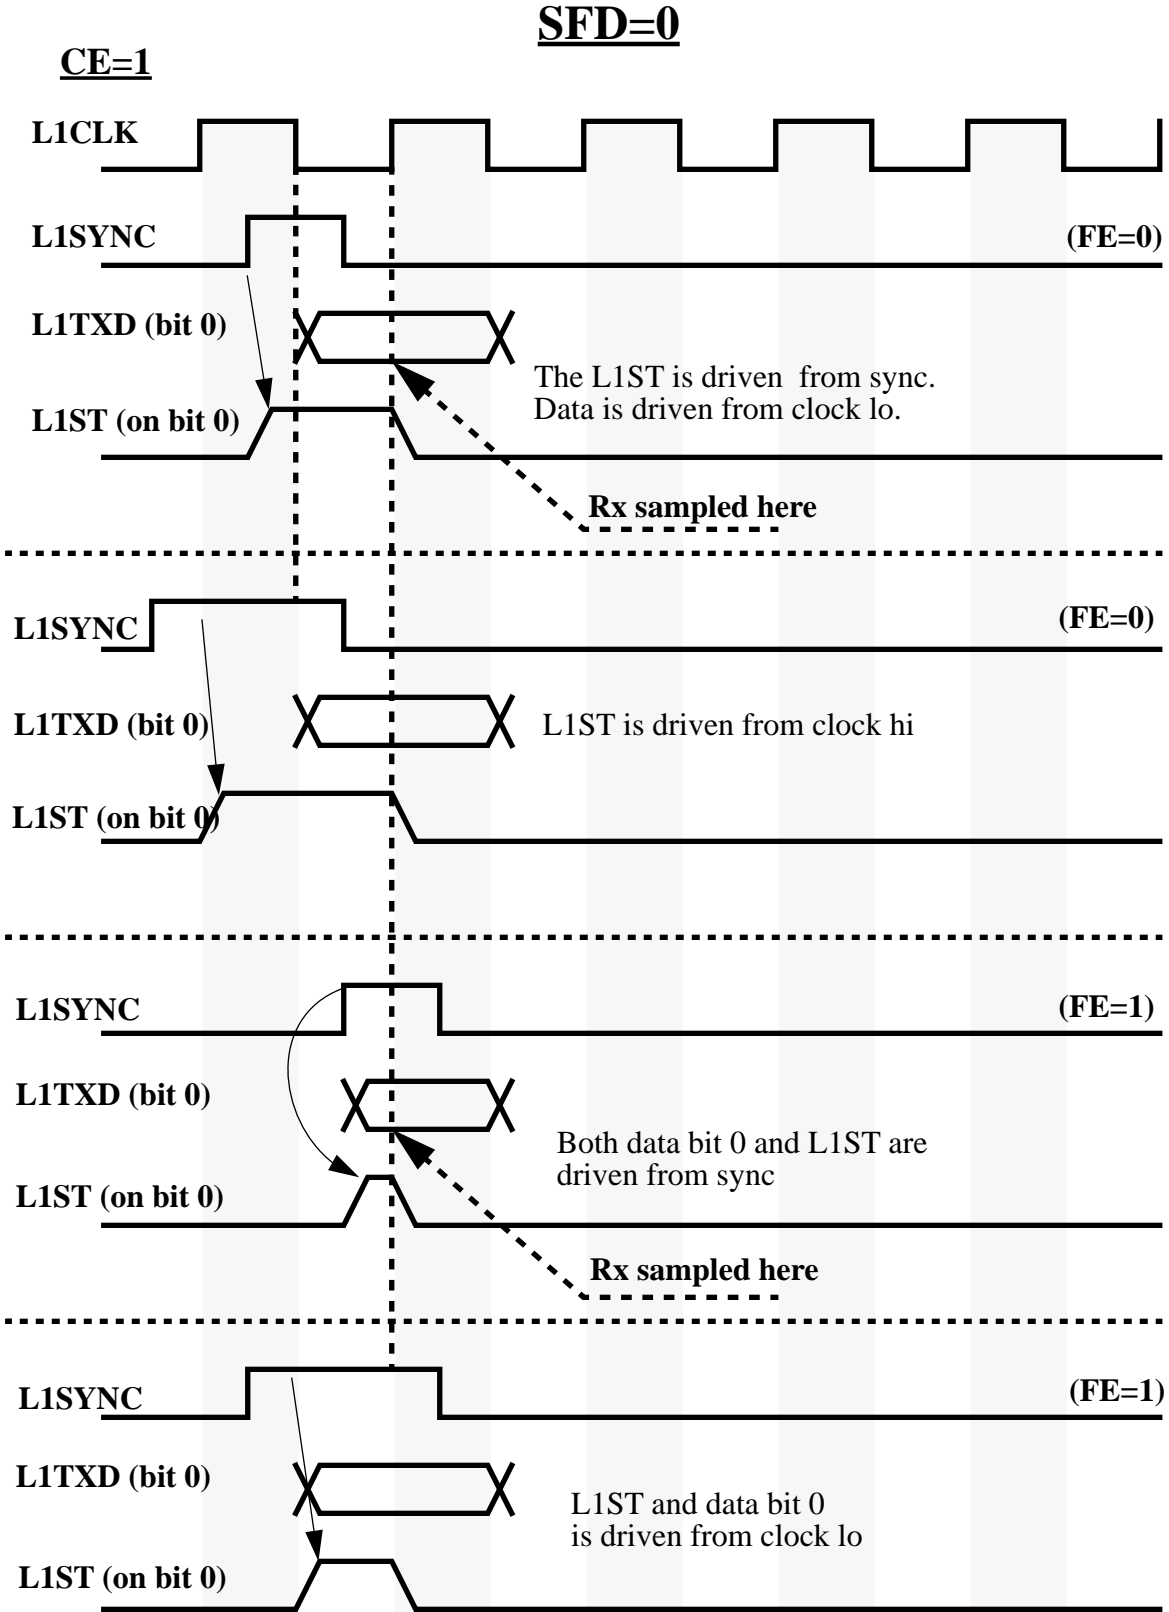 SFD=0
CE=1
L1CLK
L1SYNC
(FE=0)
L1TXD (bit 0)
The L1ST is driven from sync.
Data is driven from clock lo.
L1ST (on bit 0)
Rx sampled here
L1SYNC
(FE=0)
L1TXD (bit 0)
L1ST is driven from clock hi
L1ST (on bit 0)
L1SYNC
(FE=1)
L1TXD (bit 0)
Both data bit 0 and L1ST are
driven from sync
L1ST (on bit 0)
Rx sampled here
L1SYNC
(FE=1)
L1TXD (bit 0)
L1ST and data bit 0
is driven from clock lo
L1ST (on bit 0)